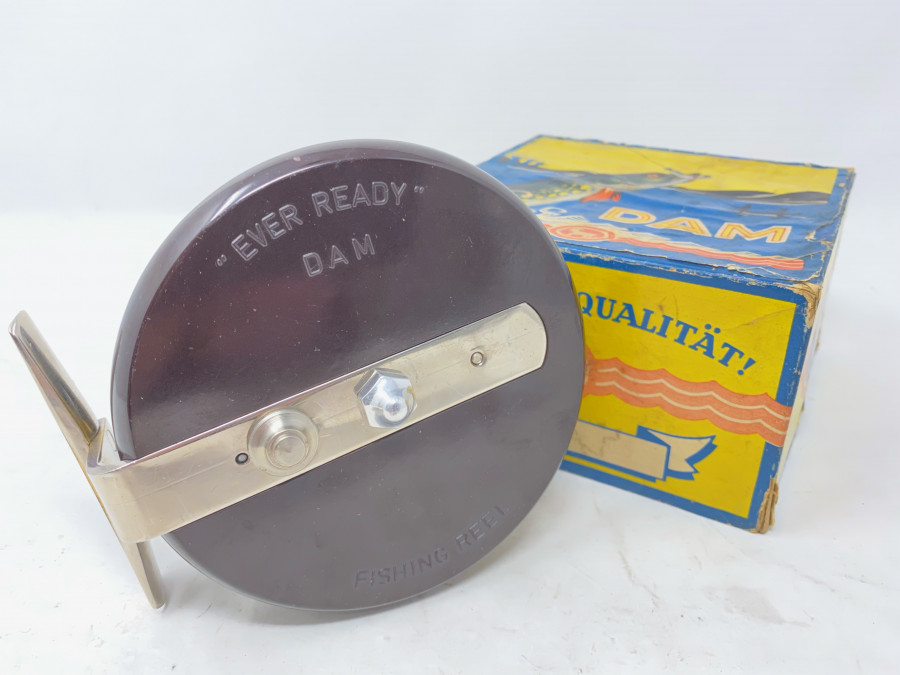 "EVER READY"
DAM
FISHING REEL
DAM
QUALITÄT!